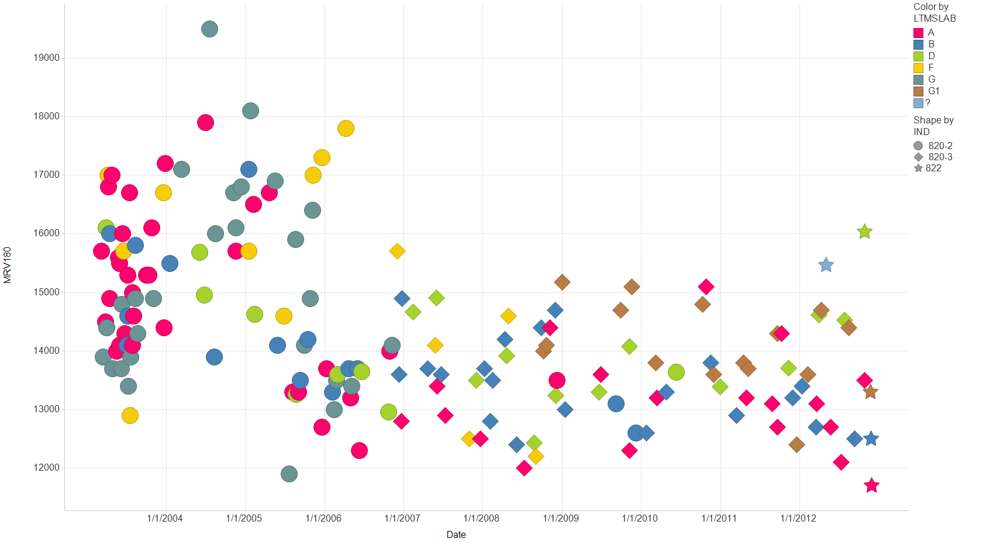 Color by
LTMSLAB
A
B
D
F
G
G1
?
Shape by
IND
820-2
820-3
822
MRV180
19000
18000
17000
16000
15000
14000
13000
12000
1/1/2004 1/1/2005 1/1/2006 1/1/2007 1/1/2008 1/1/2009 1/1/2010 1/1/2011 1/1/2012
Date